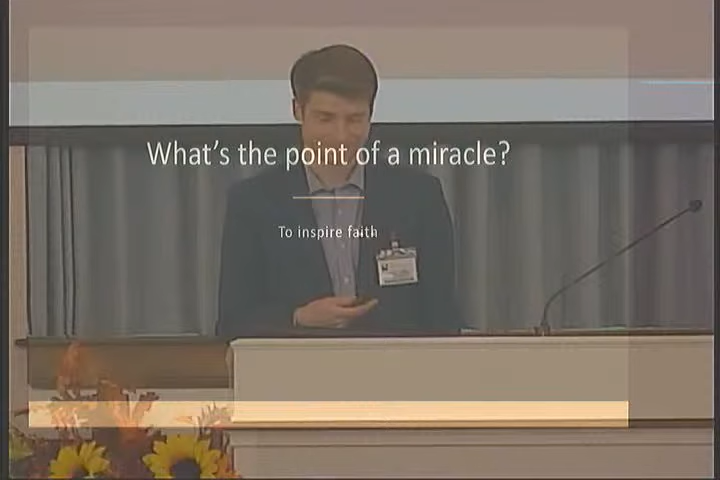 What's the point of a miracle?
To inspire faith